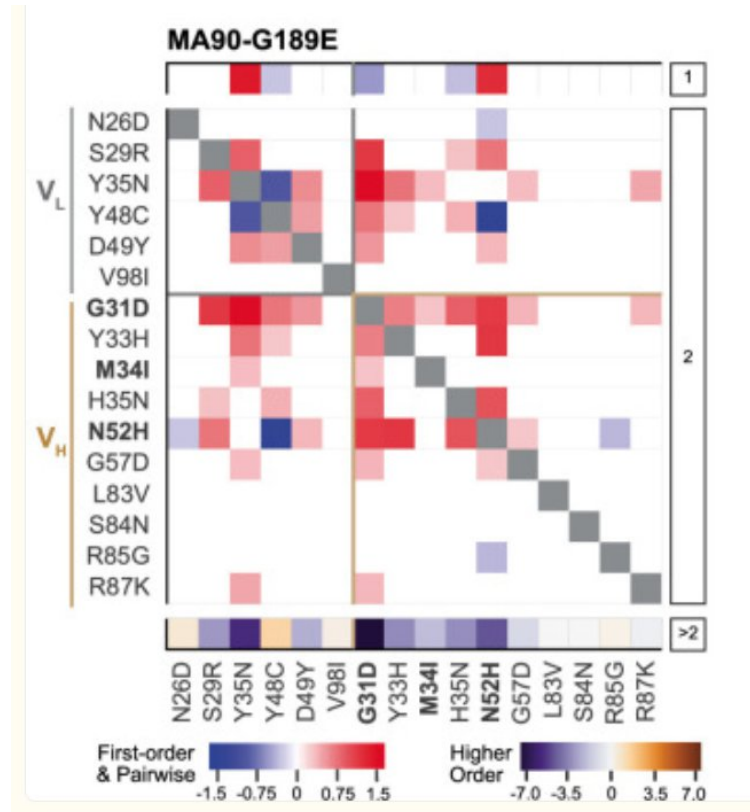 MA90-G189E
1
N26D
S29R
Y35N
Y48C
D49Y
V98I
VL
G31D
Y33H
M34I
H35N
N52H
G57D
L83V
S84N
R85G
R87K
VH
2
>2
N26D S29R Y35N Y48C D49Y V98I G31D Y33H M34I H35N N52H G57D L83V S84N R85G R87K
First-order
& Pairwise
-1.5 -0.75 0 0.75 1.5
Higher
Order
-7.0 -3.5 0 3.5 7.0